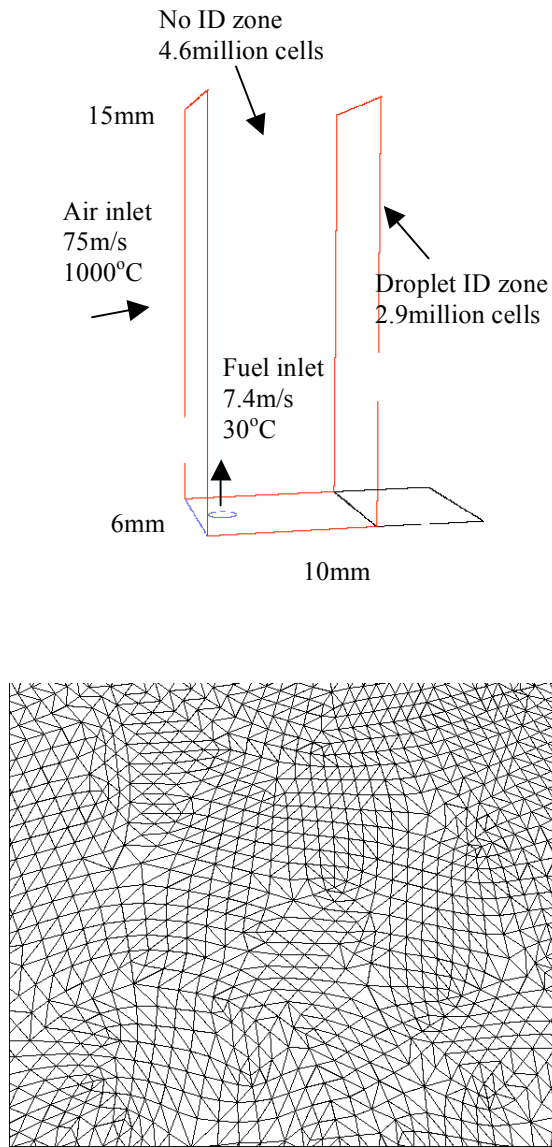 No ID zone
4.6million cells
15mm
Air inlet
75m/s
1000°C
Droplet ID zone
2.9million cells
Fuel inlet
7.4m/s
30°C
6mm
10mm